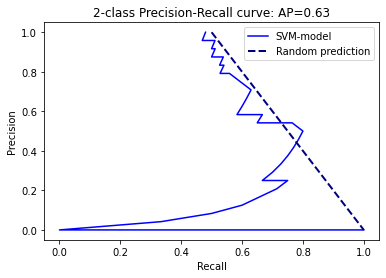 2-class Precision-Recall curve: AP=0.63
SVM-model
Random prediction
1.0
0.8
0.6
0.4
0.2
0.0
Precision
0.0 0.2 0.4 0.6 0.8 1.0
Recall